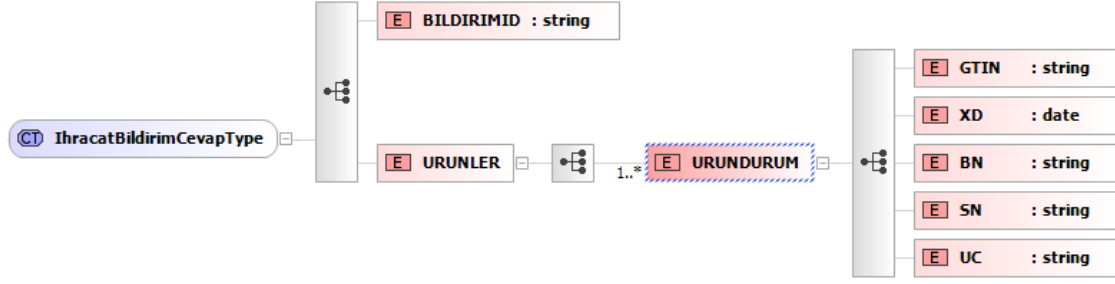 E BILDIRIMID : string
CT IhracatBildirimCevapType
E URUNLER
1..*
E URUNDURUM
E GTIN : string
E XD : date
E BN : string
E SN : string
E UC : string